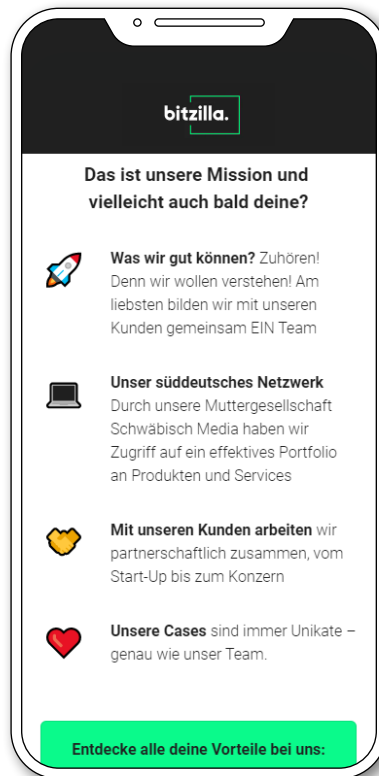 bitzilla.
Das ist unsere Mission und
vielleicht auch bald deine?
Was wir gut können? Zuhören!
Denn wir wollen verstehen! Am
liebsten bilden wir mit unseren
Kunden gemeinsam EIN Team
Unser süddeutsches Netzwerk
Durch unsere Muttergesellschaft
Schwäbisch Media haben wir
Zugriff auf ein effektives Portfolio
an Produkten und Services
Mit unseren Kunden arbeiten wir
partnerschaftlich zusammen, vom
Start-Up bis zum Konzern
Unsere Cases sind immer Unikate –
genau wie unser Team.
Entdecke alle deine Vorteile bei uns: